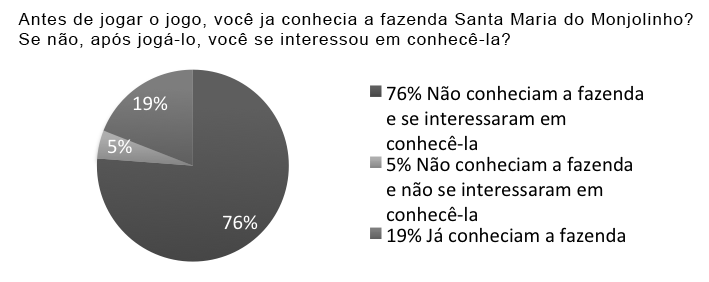 Antes de jogar o jogo, você ja conhecia a fazenda Santa Maria do Monjolinho?
Se não, após jogá-lo, você se interessou em conhecê-la?
19%
5%
76%
76% Não conheciam a fazenda
e se interessaram em
conhecê-la
5% Não conheciam a fazenda
e não se interessaram em
conhecê-la
19% Já conheciam a fazenda